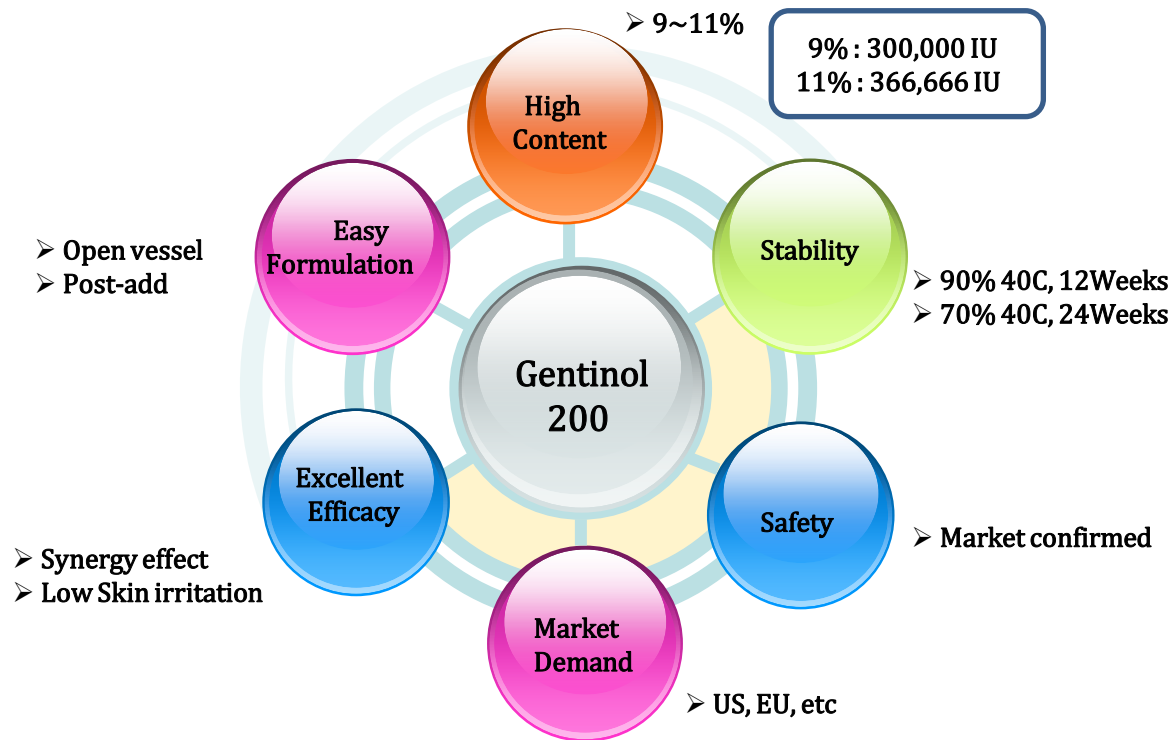 ➢ 9~11%
9% : 300,000 IU
11% : 366,666 IU
High
Content
Easy
Formulation
➢ Open vessel
➢ Post-add
Stability
➢ 90% 40C, 12Weeks
➢ 70% 40C, 24Weeks
Gentinol
200
Excellent
Efficacy
➢ Synergy effect
➢ Low Skin irritation
Safety
➢ Market confirmed
Market
Demand
➢ US, EU, etc